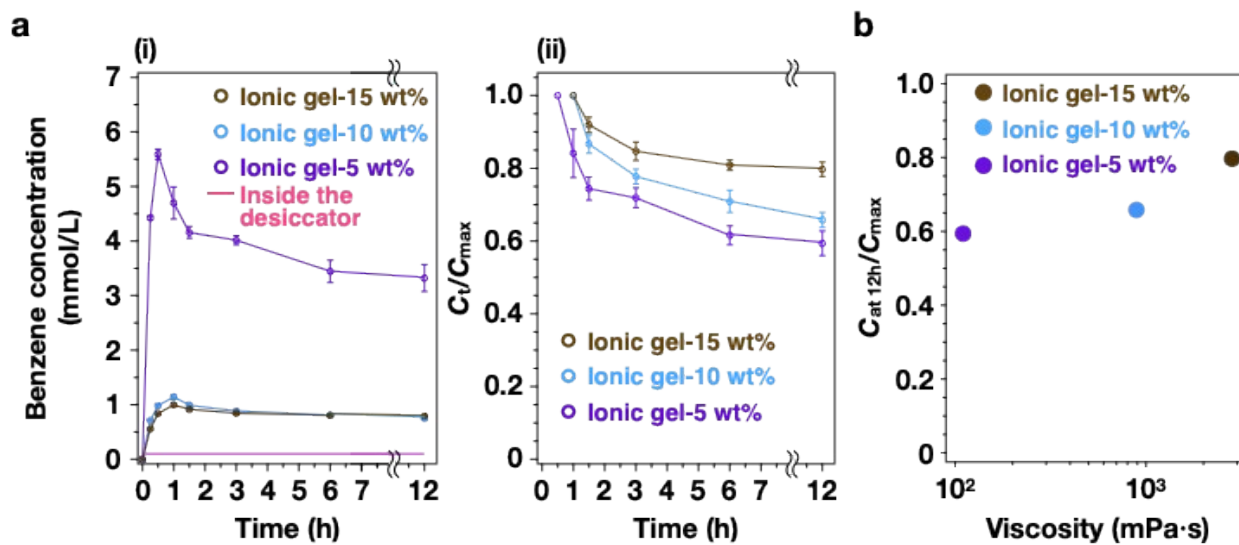 a
(i)
Benzene concentration
(mmol/L)
7
6
5
4
3
2
1
0
Ionic gel-15 wt%
Ionic gel-10 wt%
Ionic gel-5 wt%
Inside the
desiccator
0 1 2 3 4 5 6 7 12
Time (h)
(ii)
Ct/Cmax
1.0
0.8
0.6
0.4
0.2
0
Ionic gel-15 wt%
Ionic gel-10 wt%
Ionic gel-5 wt%
0 1 2 3 4 5 6 7 12
Time (h)
b
Cat 12h/Cmax
1.0
0.8
0.6
0.4
0.2
0
Ionic gel-15 wt%
Ionic gel-10 wt%
Ionic gel-5 wt%
10² 10³
Viscosity (mPa·s)